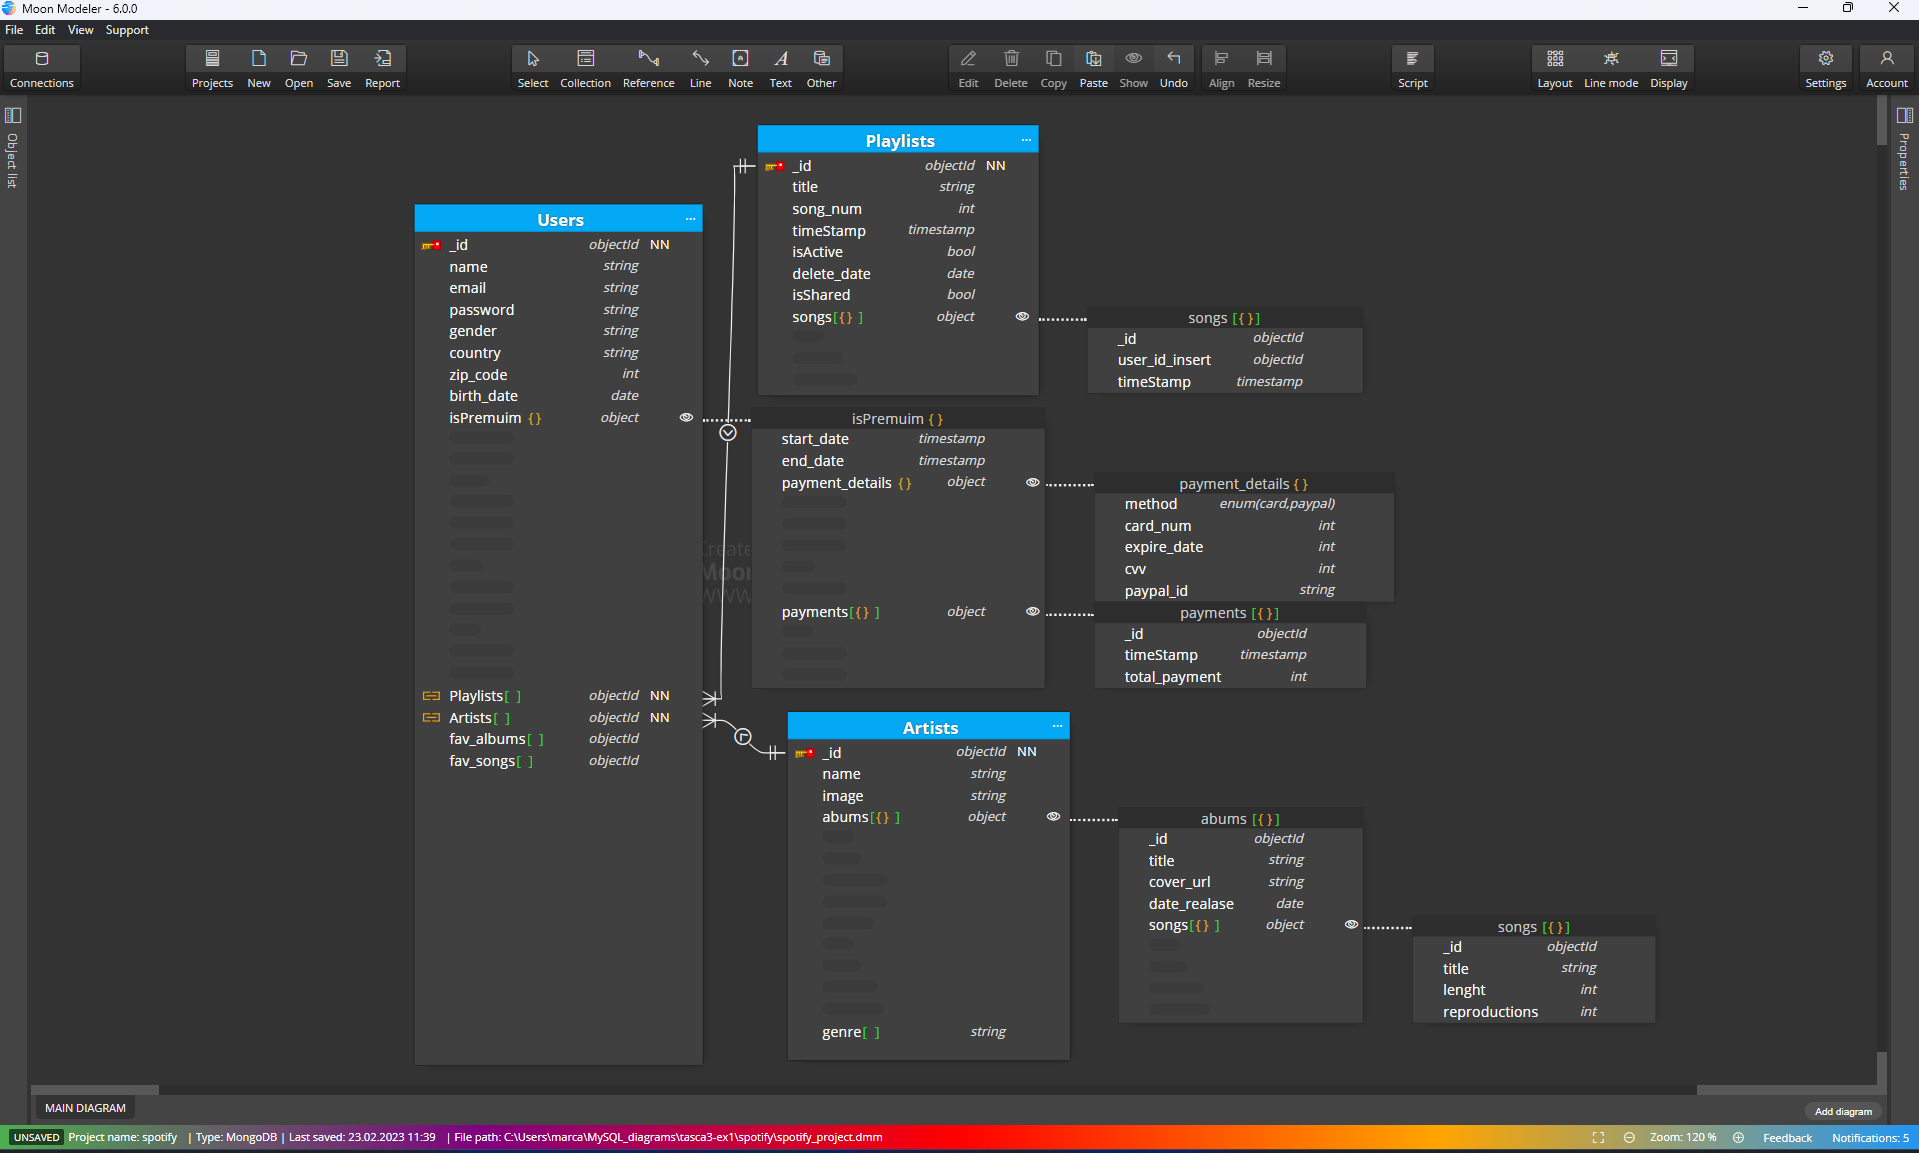 Moon Modeler - 6.0.0
File Edit View Support
Connections Projects New Open Save Report Select Collection Reference Line Note Text Other Edit Delete Copy Paste Show Undo Align Resize Script Layout Line mode Display Settings Account
Object list
Properties
Playlists ...
_id objectId NN
title string
song_num int
timeStamp timestamp
isActive bool
delete_date date
isShared bool
songs[{} ] object
songs [{}]
_id objectId
user_id_insert objectId
timeStamp timestamp
Users ...
_id objectId NN
name string
email string
password string
gender string
country string
zip_code int
birth_date date
isPremuim {} object
Playlists[ ] objectId NN
Artists[ ] objectId NN
fav_albums[ ] objectId
fav_songs[ ] objectId
isPremuim {}
start_date timestamp
end_date timestamp
payment_details {} object
payments[{} ] object
payment_details {}
method enum(card,paypal)
card_num int
expire_date int
cvv int
paypal_id string
payments [{}]
_id objectId
timeStamp timestamp
total_payment int
Artists ...
_id objectId NN
name string
image string
abums[{} ] object
genre[ ] string
abums [{}]
_id objectId
title string
cover_url string
date_realase date
songs[{} ] object
songs [{}]
_id objectId
title string
lenght int
reproductions int
MAIN DIAGRAM
Add diagram
UNSAVED Project name: spotify | Type: MongoDB | Last saved: 23.02.2023 11:39 | File path: C:\Users\marca\MySQL_diagrams\tasca3-ex1\spotify\spotify_project.dmm Zoom: 120 % Feedback Notifications: 5